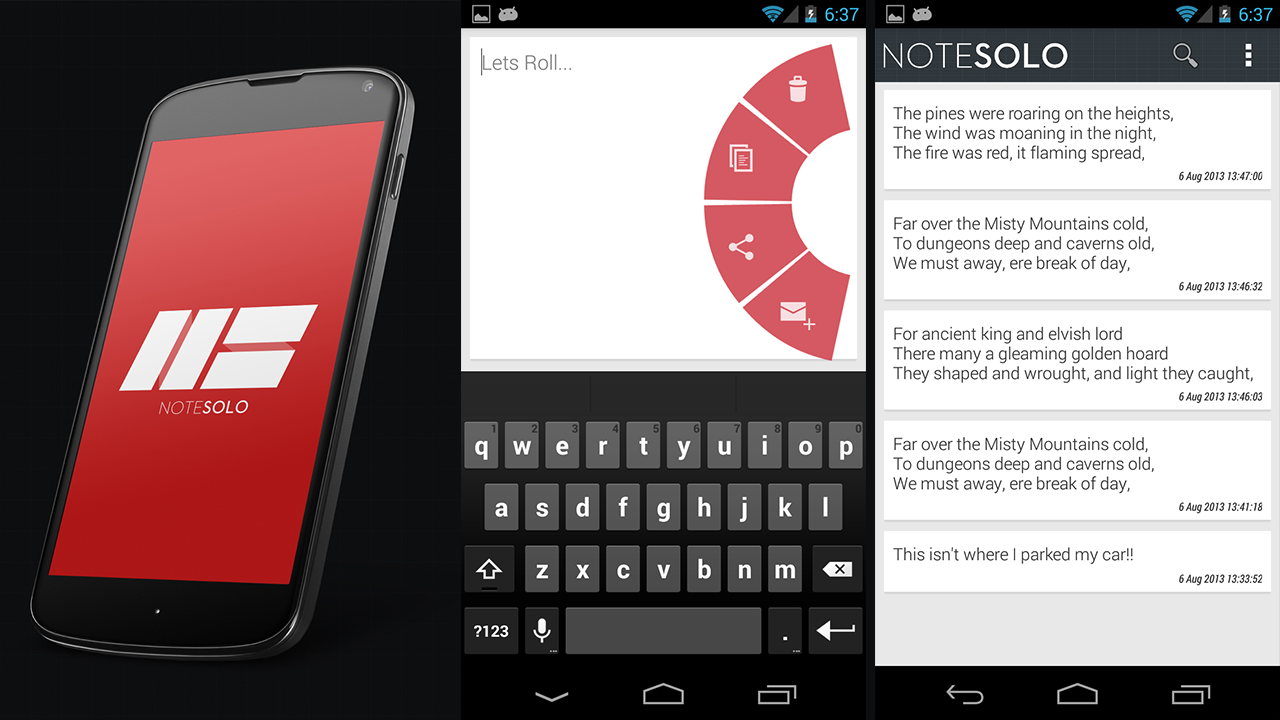 NOTESOLO
6:37
Lets Roll...
1 2 3 4 5 6 7 8 9 0
q w e r t y u i o p
a s d f g h j k l
z x c v b n m
?123 . ...
6:37
NOTESOLO
The pines were roaring on the heights,
The wind was moaning in the night,
The fire was red, it flaming spread,
6 Aug 2013 13:47:00
Far over the Misty Mountains cold,
To dungeons deep and caverns old,
We must away, ere break of day,
6 Aug 2013 13:46:32
For ancient king and elvish lord
There many a gleaming golden hoard
They shaped and wrought, and light they caught,
6 Aug 2013 13:46:03
Far over the Misty Mountains cold,
To dungeons deep and caverns old,
We must away, ere break of day,
6 Aug 2013 13:41:18
This isn't where I parked my car!!
6 Aug 2013 13:33:52